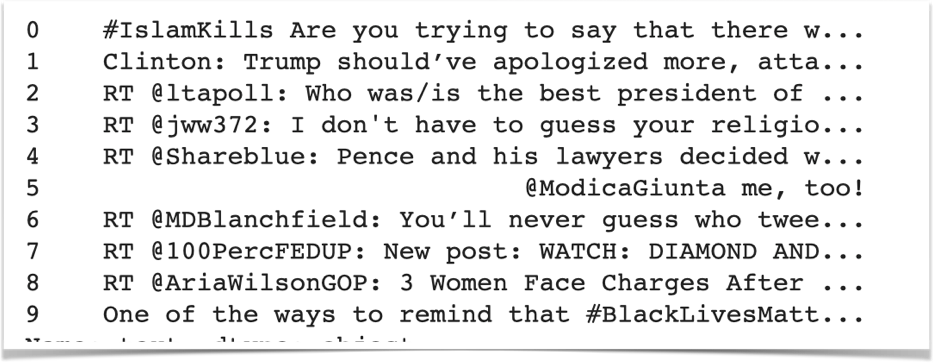 0 #IslamKills Are you trying to say that there w...
1 Clinton: Trump should’ve apologized more, atta...
2 RT @ltapoll: Who was/is the best president of ...
3 RT @jww372: I don't have to guess your religio...
4 RT @Shareblue: Pence and his lawyers decided w...
5 @ModicaGiunta me, too!
6 RT @MDBlanchfield: You’ll never guess who twee...
7 RT @100PercFEDUP: New post: WATCH: DIAMOND AND...
8 RT @AriaWilsonGOP: 3 Women Face Charges After ...
9 One of the ways to remind that #BlackLivesMatt...